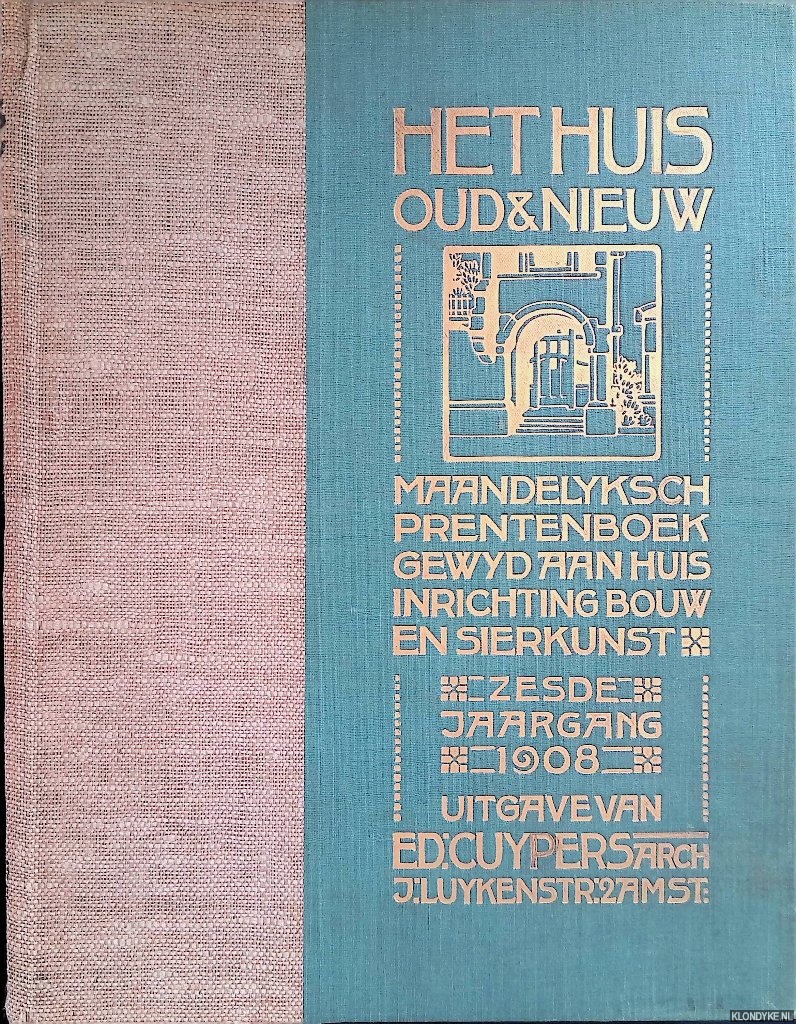 HET HUIS
OUD & NIEUW
MAANDELYKSCH
PRENTENBOEK
GEWYD AAN HUIS
INRICHTING BOUW
EN SIERKUNST
ZESDE
JAARGANG
1908
UITGAVE VAN
ED: CUYPERS ARCH
J: LUYKENSTR: 2 AMST:
KLONDYKE.NL